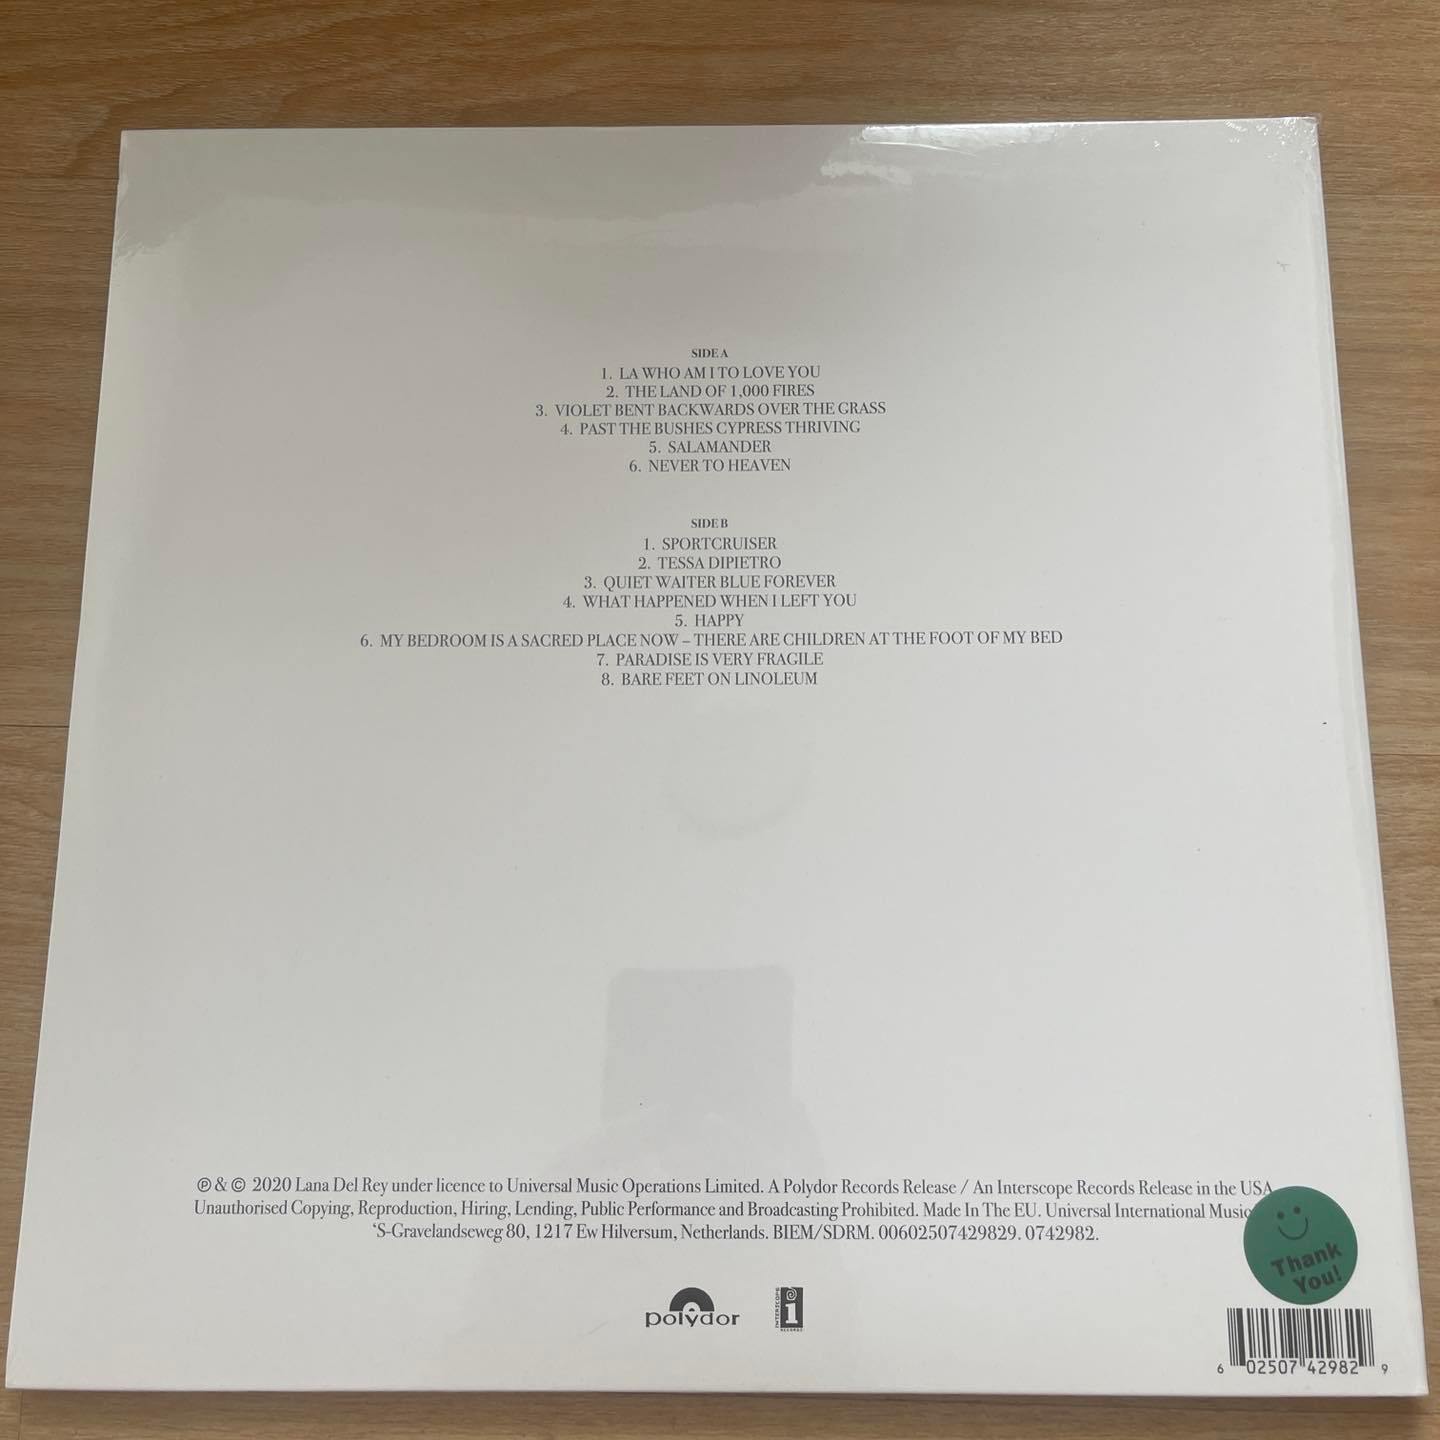 SIDE A
1. LA WHO AM I TO LOVE YOU
2. THE LAND OF 1,000 FIRES
3. VIOLET BENT BACKWARDS OVER THE GRASS
4. PAST THE BUSHES CYPRESS THRIVING
5. SALAMANDER
6. NEVER TO HEAVEN
SIDE B
1. SPORTCRUISER
2. TESSA DIPIETRO
3. QUIET WAITER BLUE FOREVER
4. WHAT HAPPENED WHEN I LEFT YOU
5. HAPPY
6. MY BEDROOM IS A SACRED PLACE NOW – THERE ARE CHILDREN AT THE FOOT OF MY BED
7. PARADISE IS VERY FRAGILE
8. BARE FEET ON LINOLEUM
℗ & © 2020 Lana Del Rey under licence to Universal Music Operations Limited. A Polydor Records Release / An Interscope Records Release in the USA
Unauthorised Copying, Reproduction, Hiring, Lending, Public Performance and Broadcasting Prohibited. Made In The EU. Universal International Music
‘S-Gravelandseweg 80, 1217 Ew Hilversum, Netherlands. BIEM/SDRM. 00602507429829. 0742982.
Thank
You!
polydor
INTERSCOPE
i
RECORDS
6 02507 42982 9